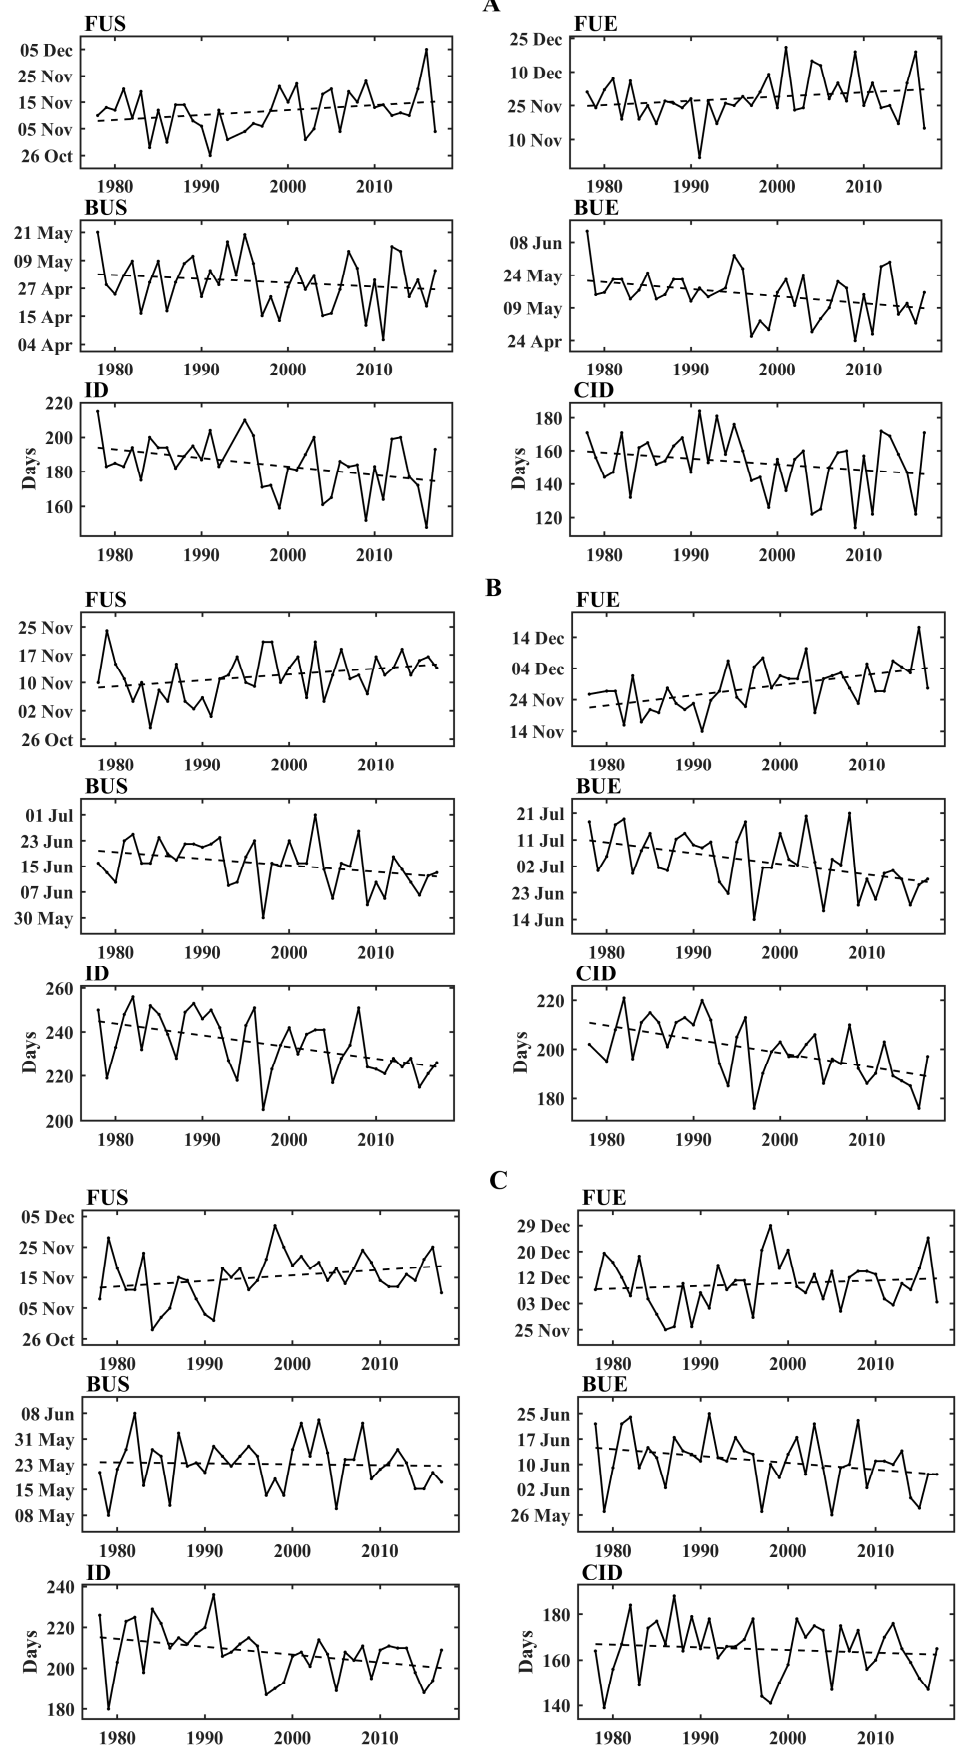 A
FUS
FUE
05 Dec
25 Nov
15 Nov
05 Nov
26 Oct
1980 1990 2000 2010
25 Dec
10 Dec
25 Nov
10 Nov
1980 1990 2000 2010
BUS
BUE
21 May
09 May
27 Apr
15 Apr
04 Apr
1980 1990 2000 2010
08 Jun
24 May
09 May
24 Apr
1980 1990 2000 2010
ID
CID
220
200
180
160
Days
1980 1990 2000 2010
180
160
140
120
Days
1980 1990 2000 2010
B
FUS
FUE
25 Nov
17 Nov
10 Nov
02 Nov
26 Oct
1980 1990 2000 2010
14 Dec
04 Dec
24 Nov
14 Nov
1980 1990 2000 2010
BUS
BUE
01 Jul
23 Jun
15 Jun
07 Jun
30 May
1980 1990 2000 2010
21 Jul
11 Jul
02 Jul
23 Jun
14 Jun
1980 1990 2000 2010
ID
CID
260
240
220
200
Days
1980 1990 2000 2010
220
200
180
Days
1980 1990 2000 2010
C
FUS
FUE
05 Dec
25 Nov
15 Nov
05 Nov
26 Oct
1980 1990 2000 2010
29 Dec
20 Dec
12 Dec
03 Dec
25 Nov
1980 1990 2000 2010
BUS
BUE
08 Jun
31 May
23 May
15 May
08 May
1980 1990 2000 2010
25 Jun
17 Jun
10 Jun
02 Jun
26 May
1980 1990 2000 2010
ID
CID
240
220
200
180
Days
1980 1990 2000 2010
180
160
140
Days
1980 1990 2000 2010